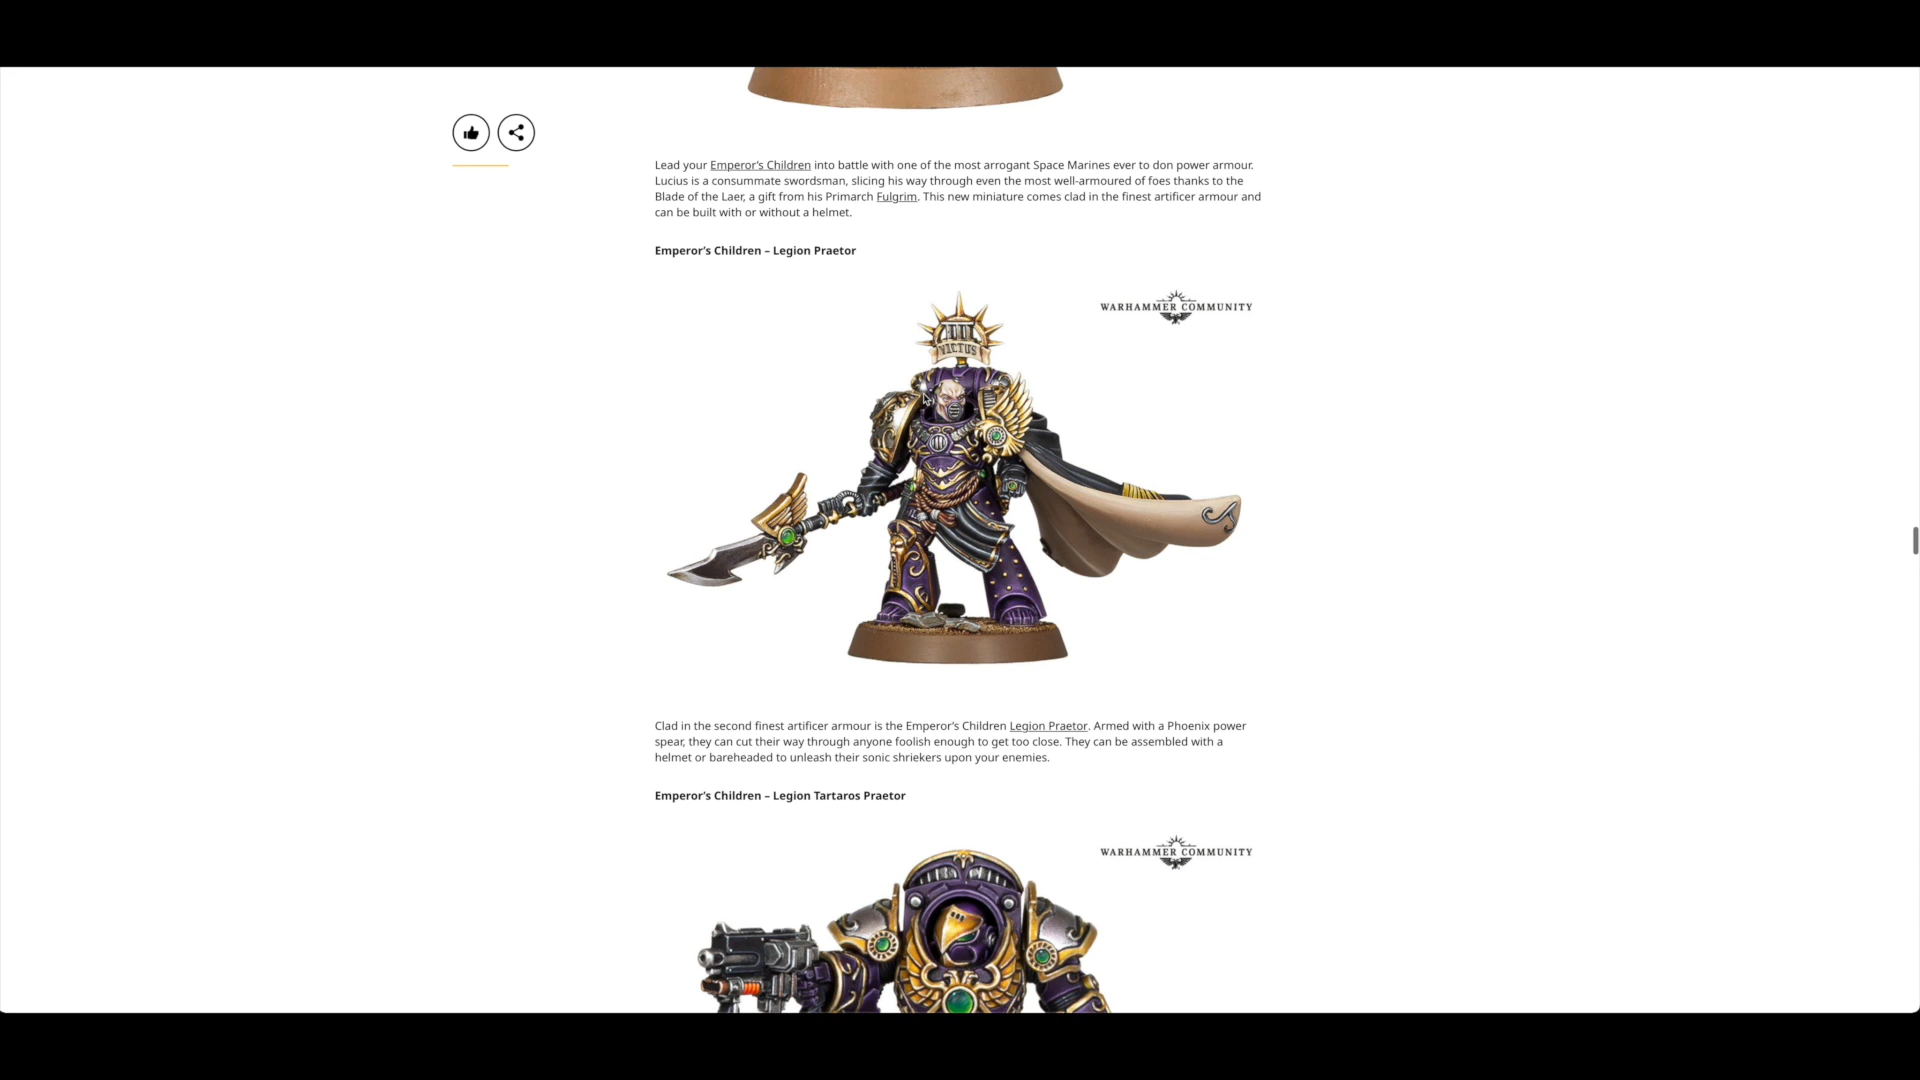 Lead your Emperor’s Children into battle with one of the most arrogant Space Marines ever to don power armour.
Lucius is a consummate swordsman, slicing his way through even the most well-armoured of foes thanks to the
Blade of the Laer, a gift from his Primarch Fulgrim. This new miniature comes clad in the finest artificer armour and
can be built with or without a helmet.
Emperor’s Children – Legion Praetor
WARHAMMER COMMUNITY
III
VICTUS
Clad in the second finest artificer armour is the Emperor’s Children Legion Praetor. Armed with a Phoenix power
spear, they can cut their way through anyone foolish enough to get too close. They can be assembled with a
helmet or bareheaded to unleash their sonic shriekers upon your enemies.
Emperor’s Children – Legion Tartaros Praetor
WARHAMMER COMMUNITY